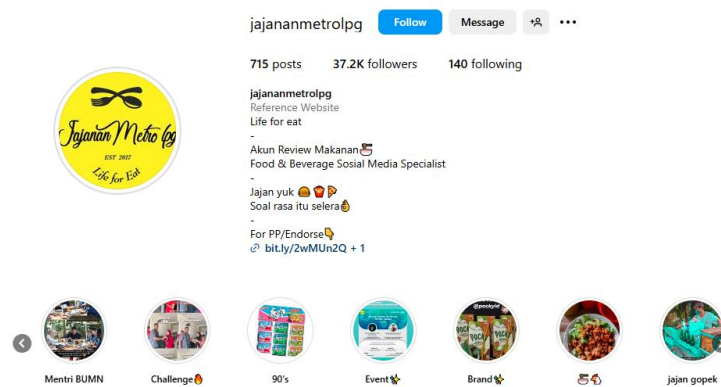 jajananmetrolpg Follow Message
715 posts 37.2K followers 140 following
jajananmetrolpg
Reference Website
Life for eat
-
Akun Review Makanan🍜
Food & Beverage Sosial Media Specialist
-
Jajan yuk 🍔🍟🍕
Soal rasa itu selera👌
-
For PP/Endorse👇
bit.ly/2wMUn2Q + 1
Jajanan Metro lpg
EST 2017
Life for Eat
@pockyid
Mentri BUMN Challenge🔥 90's Event✨ Brand✨ 🍜🐔 jajan gopek